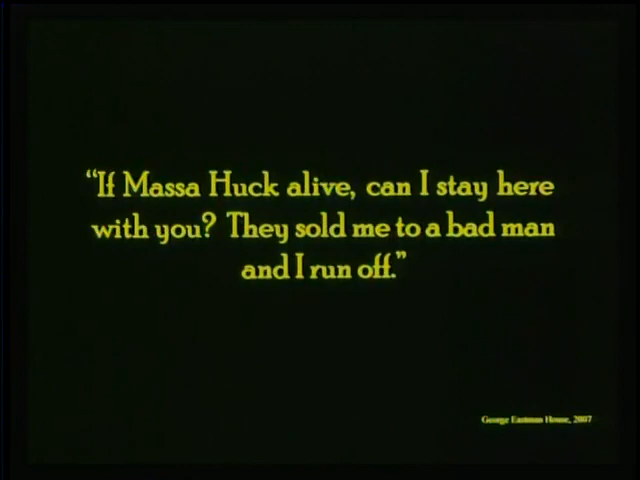 “If Massa Huck alive, can I stay here
with you? They sold me to a bad man
and I run off.”
George Eastman House, 2007